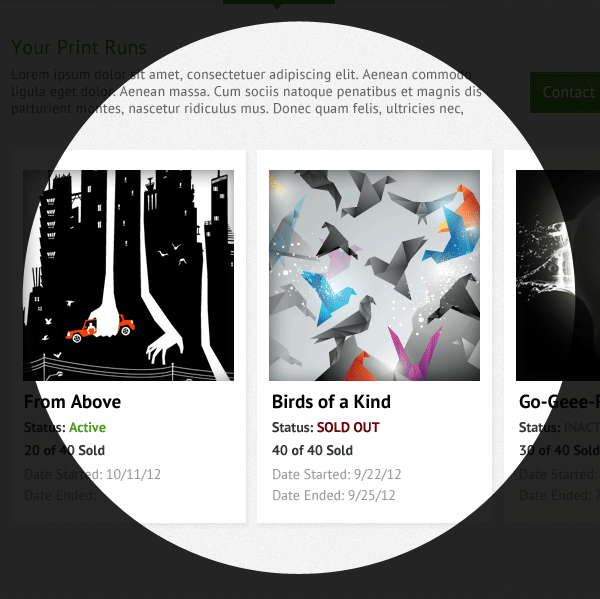 Your Print Runs
Lorem ipsum dolor sit amet, consectetuer adipiscing elit. Aenean commodo
ligula eget dolor. Aenean massa. Cum sociis natoque penatibus et magnis dis
parturient montes, nascetur ridiculus mus. Donec quam felis, ultricies nec,
Contact
From Above
Status: Active
20 of 40 Sold
Date Started: 10/11/12
Date Ended:
Birds of a Kind
Status: SOLD OUT
40 of 40 Sold
Date Started: 9/22/12
Date Ended: 9/25/12
Go-Geee-
Status: INACT
30 of 40 Sold
Date Started:
Date Ended: